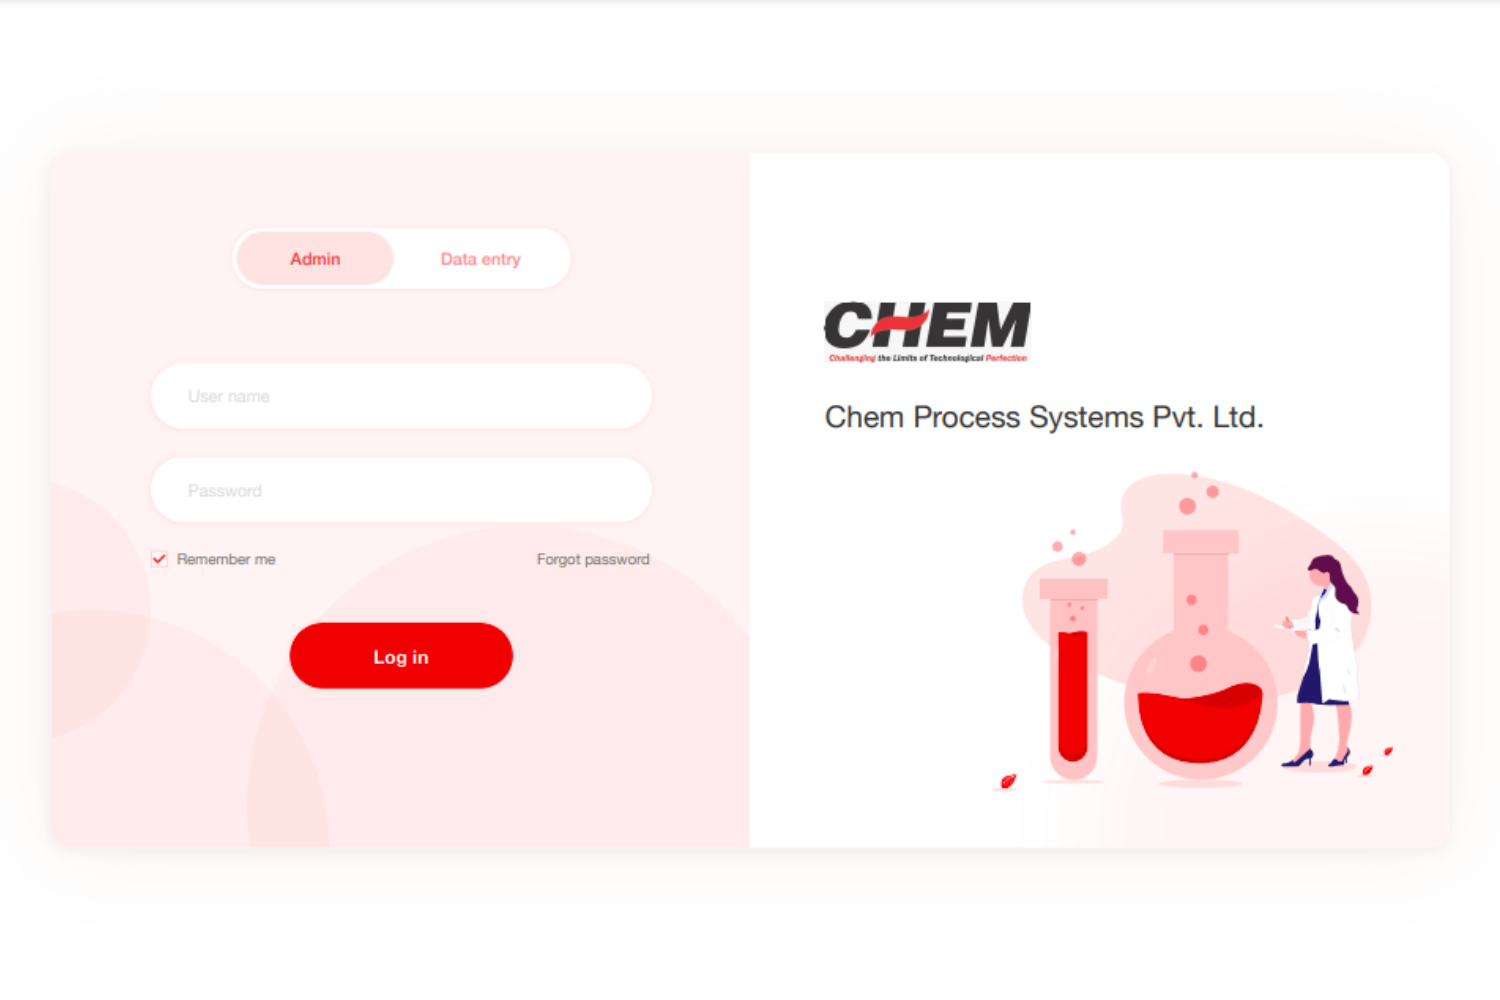 Admin
Data entry
User name
Password
Remember me
Forgot password
Log in
CHEM
Challenging the Limits of Technological Perfection
Chem Process Systems Pvt. Ltd.